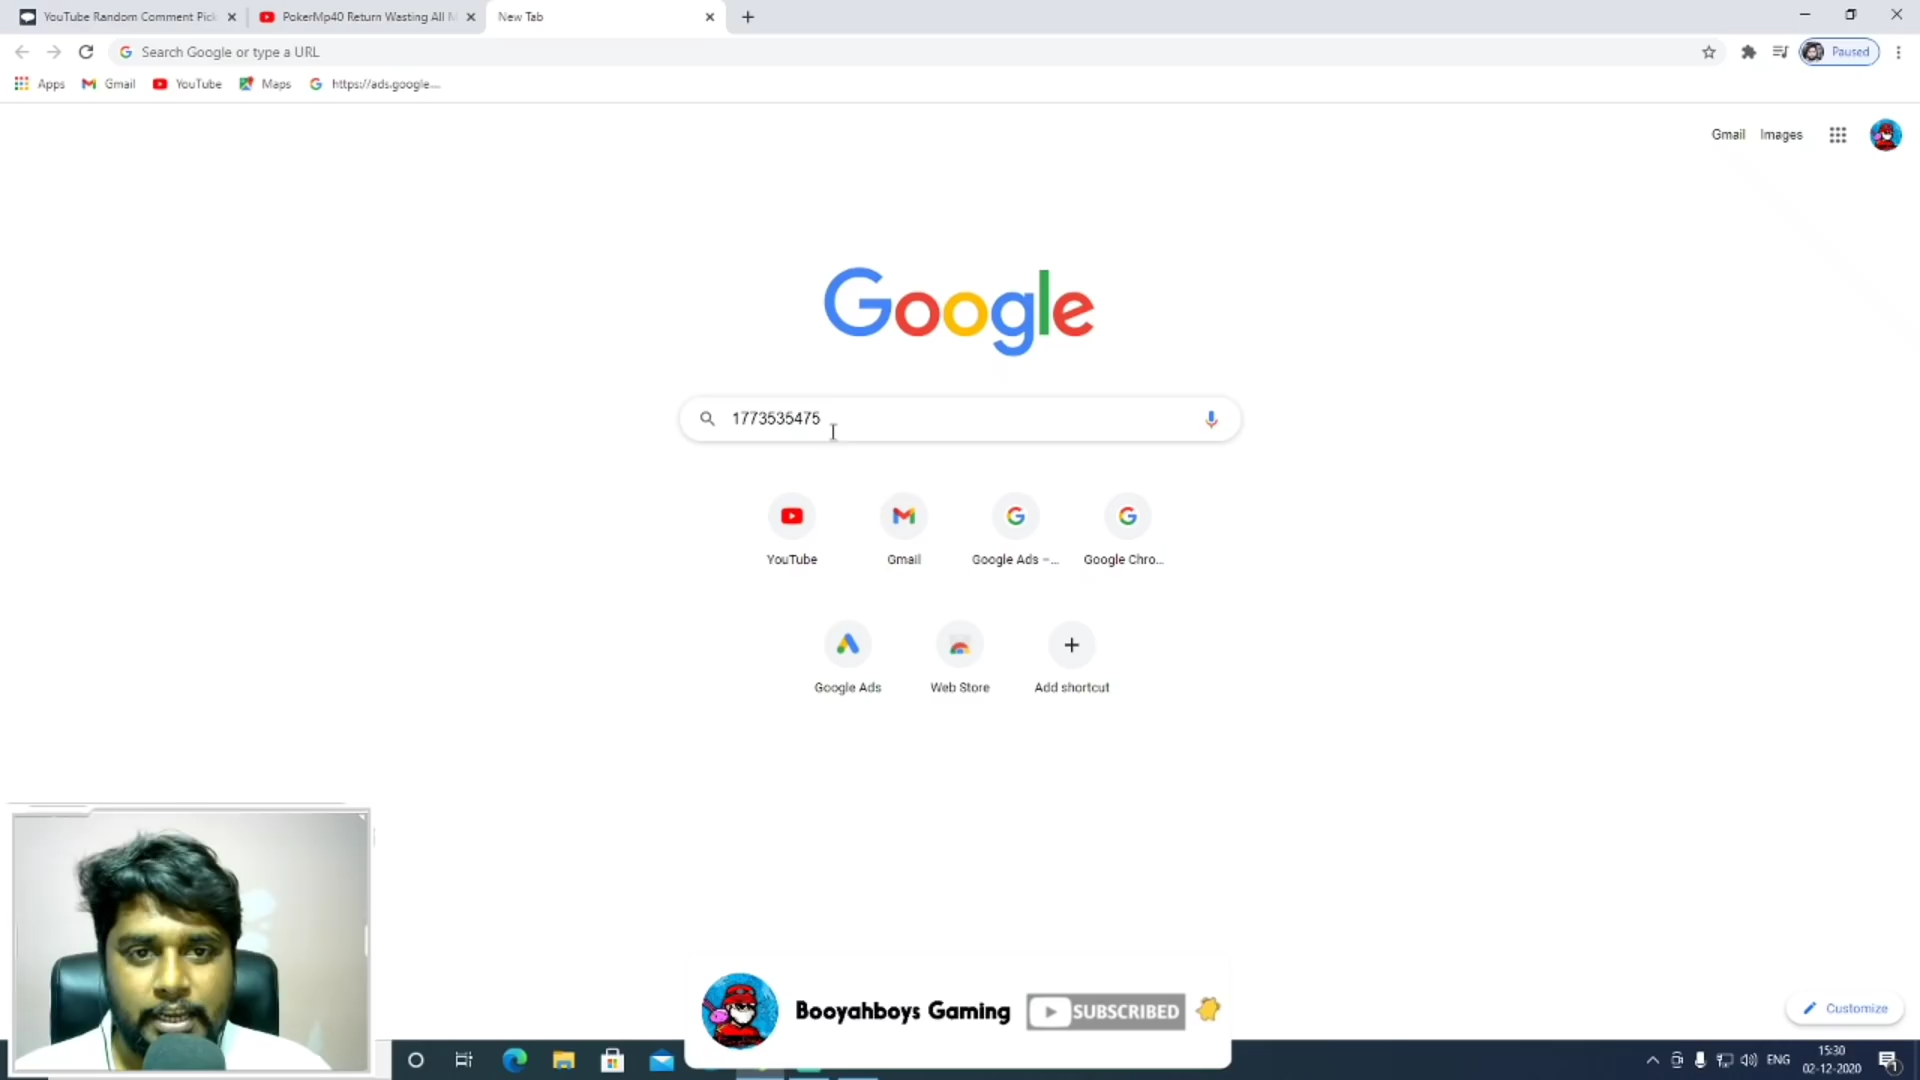 YouTube Random Comment Pick
PokerMp40 Return Wasting All M
New Tab
Search Google or type a URL
Paused
Apps
Gmail
YouTube
Maps
https://ads.google....
Gmail
Images
Google
1773535475
YouTube
Gmail
Google Ads –...
Google Chro...
Google Ads
Web Store
Add shortcut
Customize
Booyahboys Gaming
SUBSCRIBED
ENG
15:30
02-12-2020
1